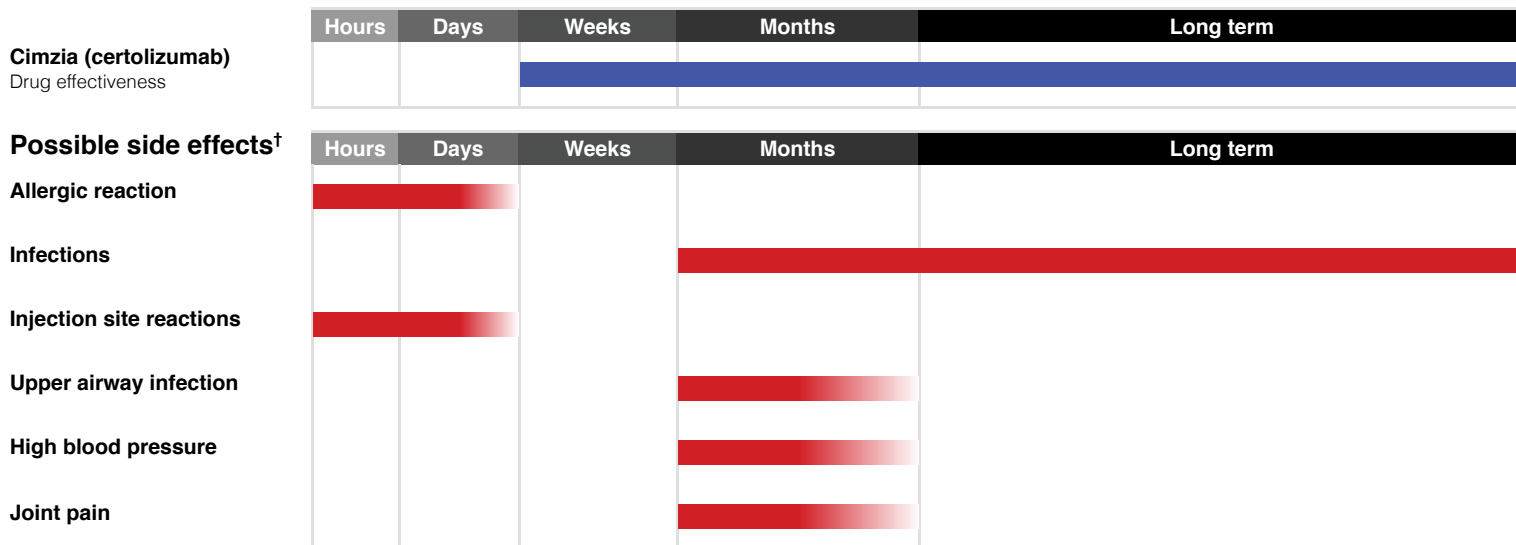 Hours Days Weeks Months Long term
Cimzia (certolizumab)
Drug effectiveness
Possible side effects† Hours Days Weeks Months Long term
Allergic reaction
Infections
Injection site reactions
Upper airway infection
High blood pressure
Joint pain